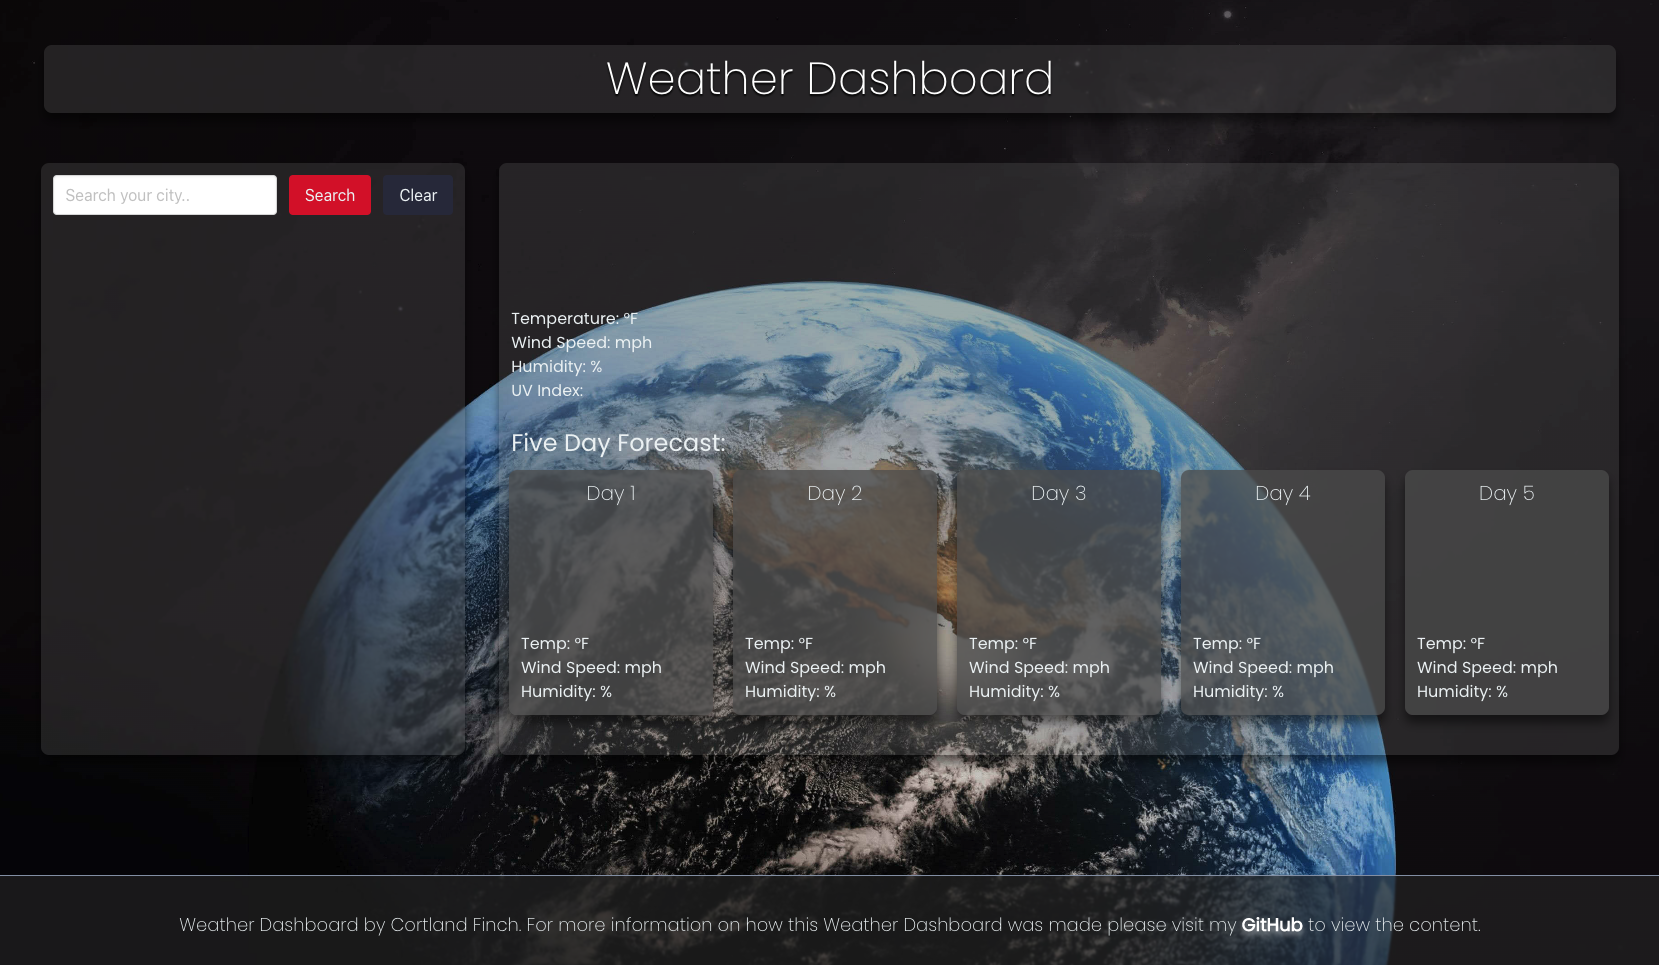 Weather Dashboard
Search your city..
Search
Clear
Temperature: °F
Wind Speed: mph
Humidity: %
UV Index:
Five Day Forecast:
Day 1
Temp: °F
Wind Speed: mph
Humidity: %
Day 2
Temp: °F
Wind Speed: mph
Humidity: %
Day 3
Temp: °F
Wind Speed: mph
Humidity: %
Day 4
Temp: °F
Wind Speed: mph
Humidity: %
Day 5
Temp: °F
Wind Speed: mph
Humidity: %
Weather Dashboard by Cortland Finch. For more information on how this Weather Dashboard was made please visit my GitHub to view the content.